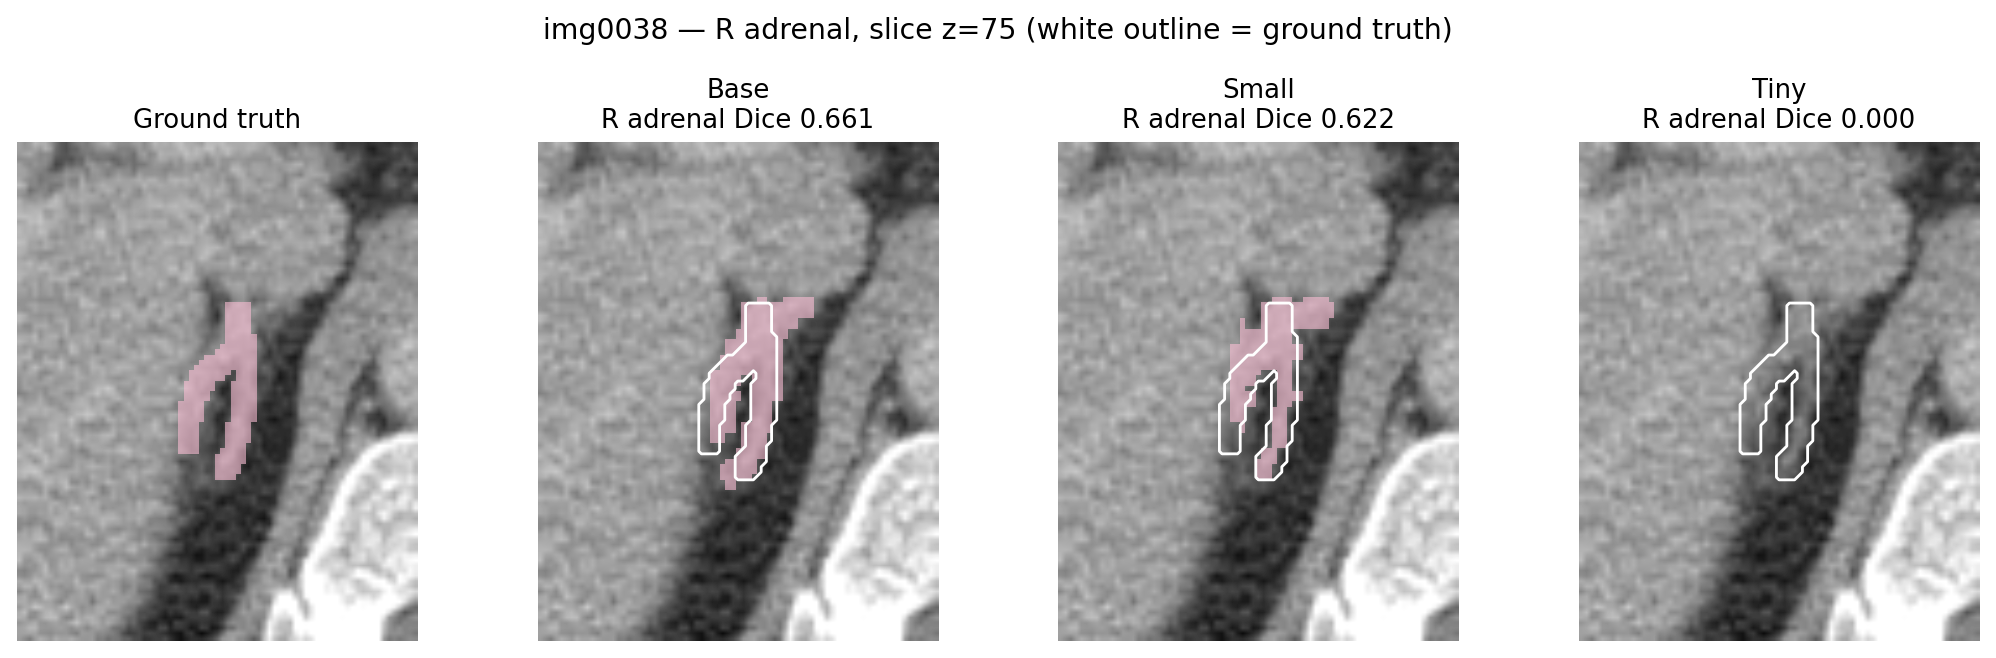 img0038 — R adrenal, slice z=75 (white outline = ground truth)
Ground truth
Base
R adrenal Dice 0.661
Small
R adrenal Dice 0.622
Tiny
R adrenal Dice 0.000